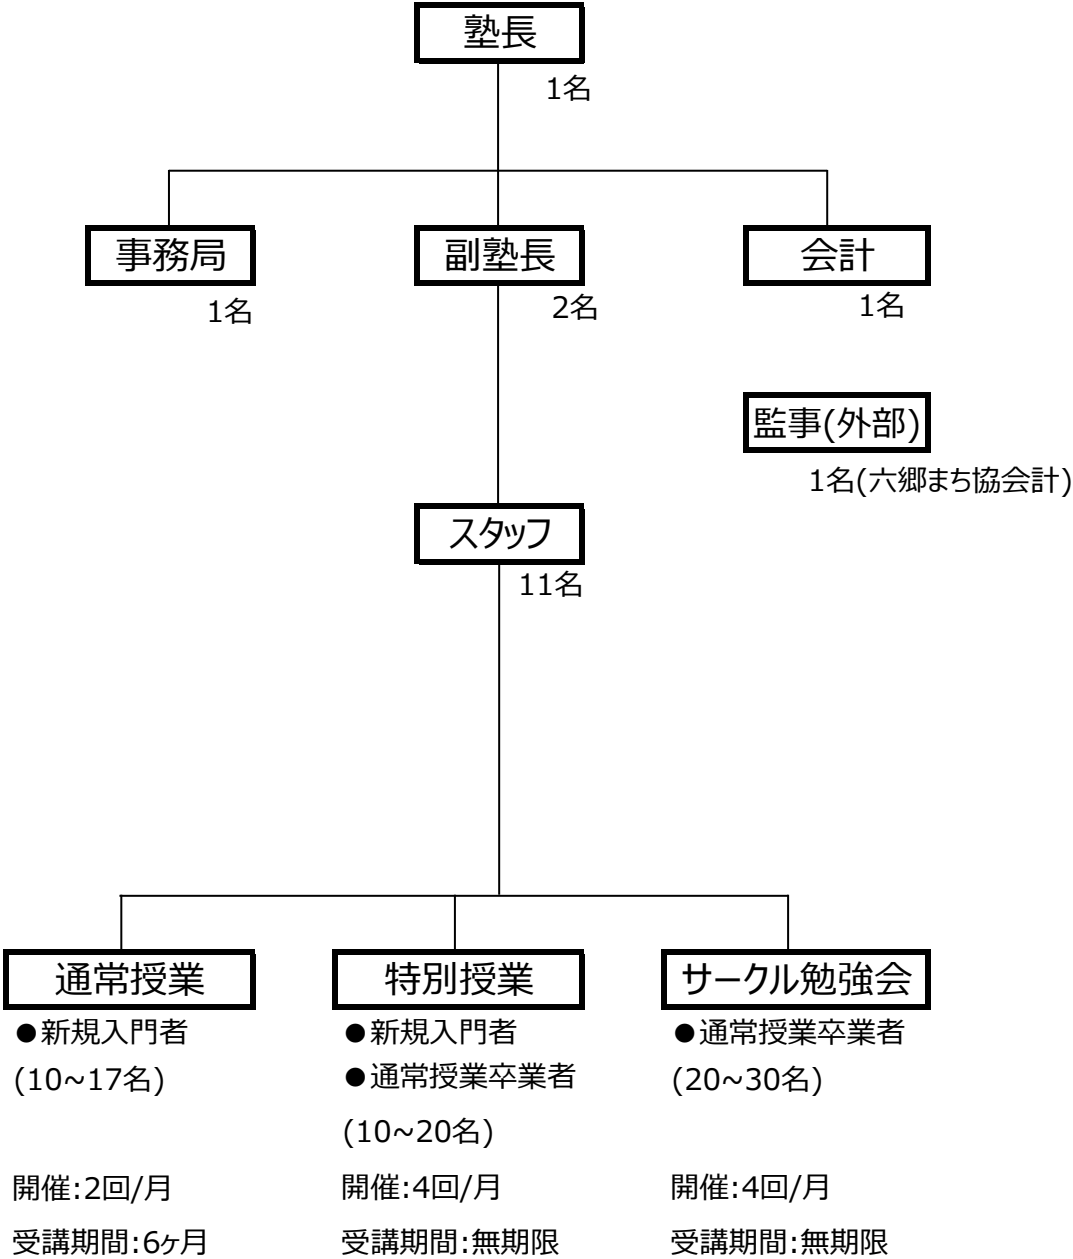 塾長
1名
事務局
副塾長
会計
1名
2名
1名
監事(外部)
1名(六郷まち協会計)
スタッフ
11名
通常授業
●新規入門者
(10~17名)
開催:2回/月
受講期間:6ヶ月
特別授業
●新規入門者
●通常授業卒業者
(10~20名)
開催:4回/月
受講期間:無期限
サークル勉強会
●通常授業卒業者
(20~30名)
開催:4回/月
受講期間:無期限